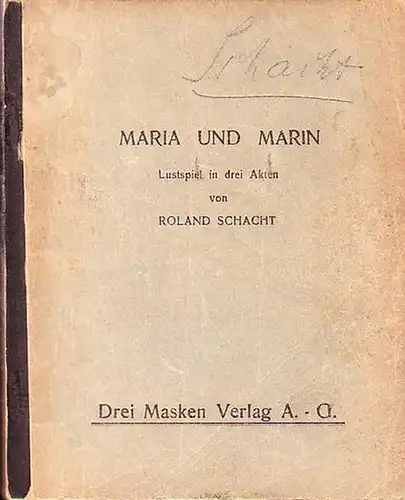 Schacht
MARIA UND MARIN
Lustspiel in drei Akten
von
ROLAND SCHACHT
Drei Masken Verlag A.-G.